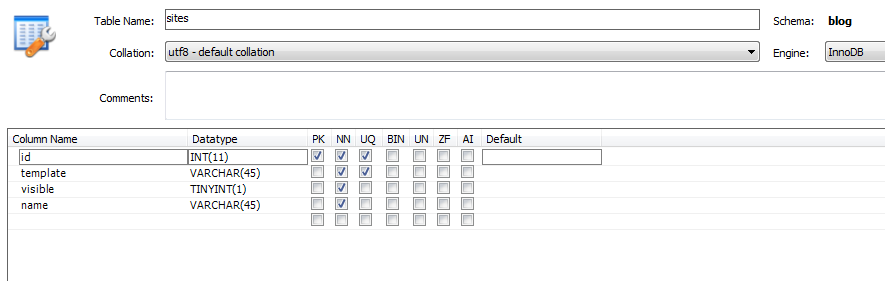 Table Name: sites Schema: blog
Collation: utf8 - default collation Engine: InnoDB
Comments:
Column Name Datatype PK NN UQ BIN UN ZF AI Default
id INT(11)
template VARCHAR(45)
visible TINYINT(1)
name VARCHAR(45)